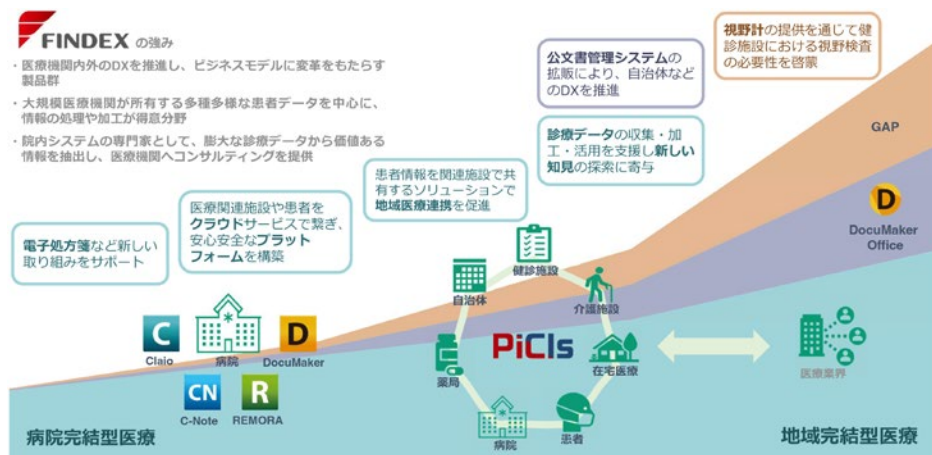 FINDEX の強み
・医療機関内外のDXを推進し、ビジネスモデルに変革をもたらす
製品群
・大規模医療機関が所有する多種多様な患者データを中心に、
情報の処理や加工が得意分野
・院内システムの専門家として、膨大な診療データから価値ある
情報を抽出し、医療機関へコンサルティングを提供
電子処方箋など新しい
取り組みをサポート
医療関連施設や患者を
クラウドサービスで繋ぎ、
安心安全なプラット
フォームを構築
患者情報を関連施設で共
有するソリューションで
地域医療連携を促進
公文書管理システムの
拡販により、自治体など
のDXを推進
診療データの収集・加
工・活用を支援し新しい
知見の探索に寄与
視野計の提供を通じて健
診施設における視野検査
の必要性を啓蒙
GAP
D
DocuMaker
Office
C
Claio
病院
D
DocuMaker
CN
C-Note
R
REMORA
健診施設
自治体
介護施設
PiCls
薬局
在宅医療
病院
患者
医療業界
病院完結型医療
地域完結型医療